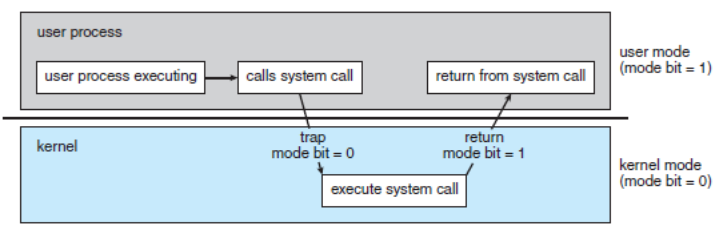 user process
user process executing
calls system call
return from system call
user mode
(mode bit = 1)
kernel
trap
mode bit = 0
return
mode bit = 1
execute system call
kernel mode
(mode bit = 0)